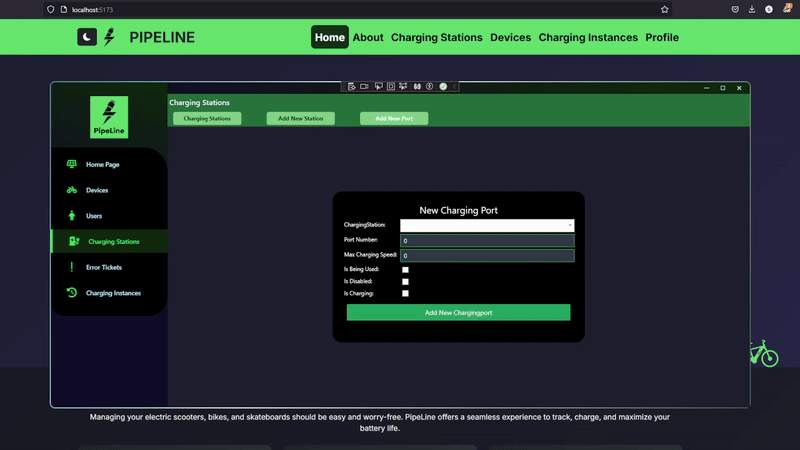 localhost:5173
PIPELINE
Home About Charging Stations Devices Charging Instances Profile
PipeLine
Home Page
Devices
Users
Charging Stations
Error Tickets
Charging Instances
Charging Stations
Charging Stations Add New Station Add New Port
New Charging Port
ChargingStation:
Port Number: 0
Max Charging Speed: 0
Is Being Used:
Is Disabled:
Is Charging:
Add New Chargingport
Managing your electric scooters, bikes, and skateboards should be easy and worry-free. PipeLine offers a seamless experience to track, charge, and maximize your
battery life.